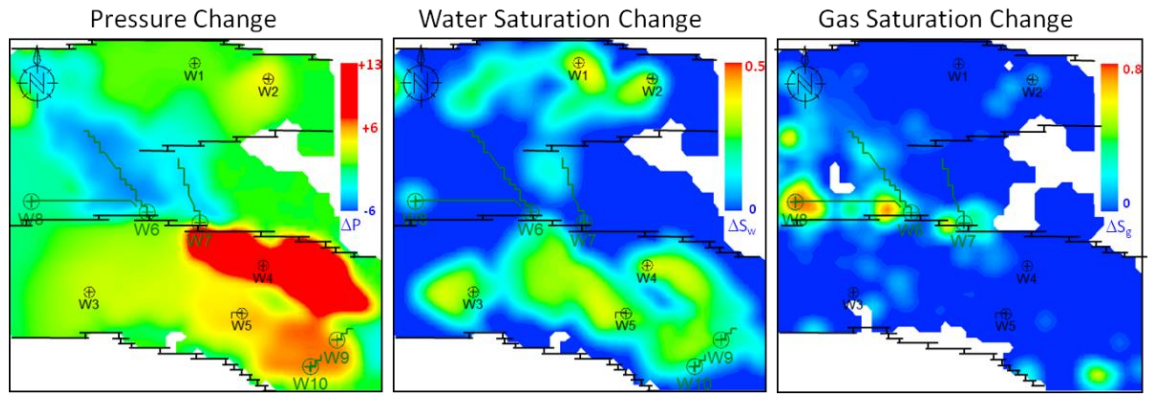 Pressure Change
Water Saturation Change
Gas Saturation Change
N
W1
W2
W8
W6
W7
W4
W3
W5
W9
W10
+13
+6
-6
ΔP
N
W1
W2
W8
W6
W7
W4
W3
W5
W9
W10
0.5
0
ΔSw
N
W1
W2
W8
W6
W7
W4
W3
W5
0.8
0
ΔSg